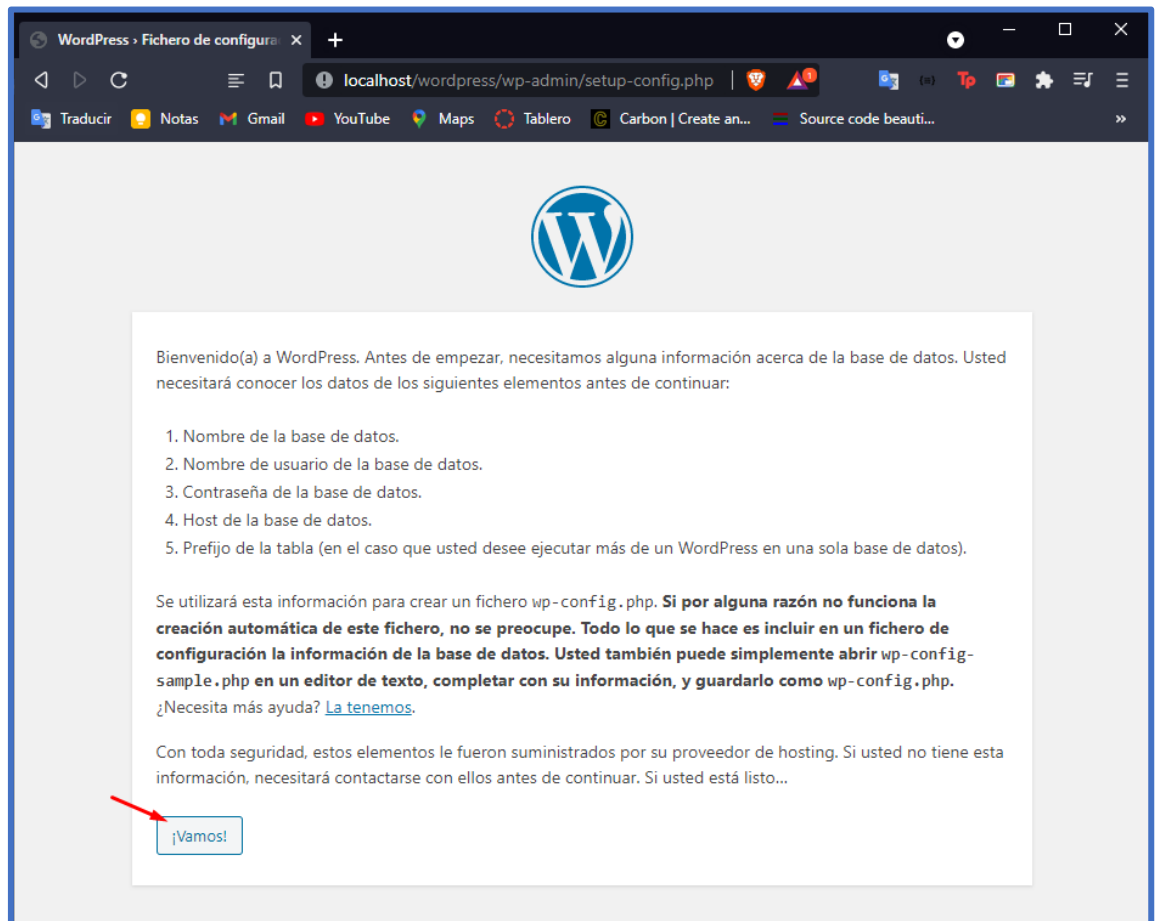 WordPress › Fichero de configura
localhost/wordpress/wp-admin/setup-config.php
1
Tp
Traducir
Notas
Gmail
YouTube
Maps
Tablero
Carbon | Create an...
Source code beauti...
»
Bienvenido(a) a WordPress. Antes de empezar, necesitamos alguna información acerca de la base de datos. Usted
necesitará conocer los datos de los siguientes elementos antes de continuar:
1. Nombre de la base de datos.
2. Nombre de usuario de la base de datos.
3. Contraseña de la base de datos.
4. Host de la base de datos.
5. Prefijo de la tabla (en el caso que usted desee ejecutar más de un WordPress en una sola base de datos).
Se utilizará esta información para crear un fichero wp-config.php. Si por alguna razón no funciona la
creación automática de este fichero, no se preocupe. Todo lo que se hace es incluir en un fichero de
configuración la información de la base de datos. Usted también puede simplemente abrir wp-config-
sample.php en un editor de texto, completar con su información, y guardarlo como wp-config.php.
¿Necesita más ayuda? La tenemos.
Con toda seguridad, estos elementos le fueron suministrados por su proveedor de hosting. Si usted no tiene esta
información, necesitará contactarse con ellos antes de continuar. Si usted está listo...
¡Vamos!